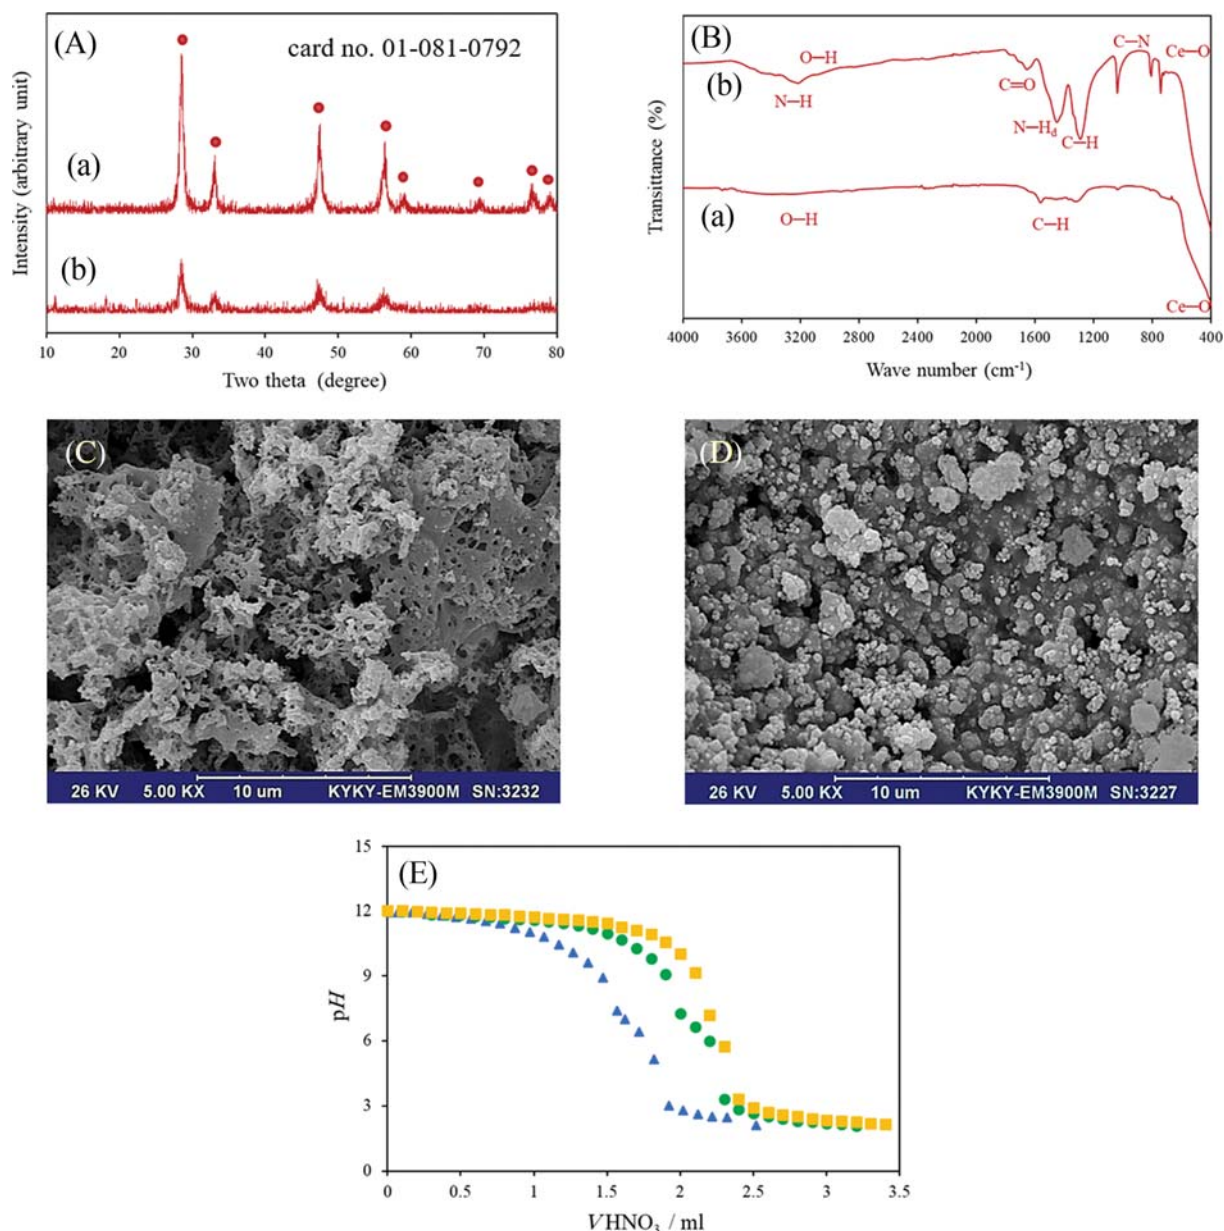 (A)
card no. 01-081-0792
(a)
(b)
Intensity (arbitrary unit)
10 20 30 40 50 60 70 80
Two theta (degree)
(B)
O–H
C–N
Ce–O
(b)
N–H
C=O
N–Hd
C–H
(a)
O–H
C–H
Ce–O
Transittance (%)
4000 3600 3200 2800 2400 2000 1600 1200 800 400
Wave number (cm-1)
(C)
26 KV 5.00 KX 10 um KYKY-EM3900M SN:3232
(D)
26 KV 5.00 KX 10 um KYKY-EM3900M SN:3227
(E)
15
12
9
6
3
0
pH
0 0.5 1 1.5 2 2.5 3 3.5
VHNO3 / ml